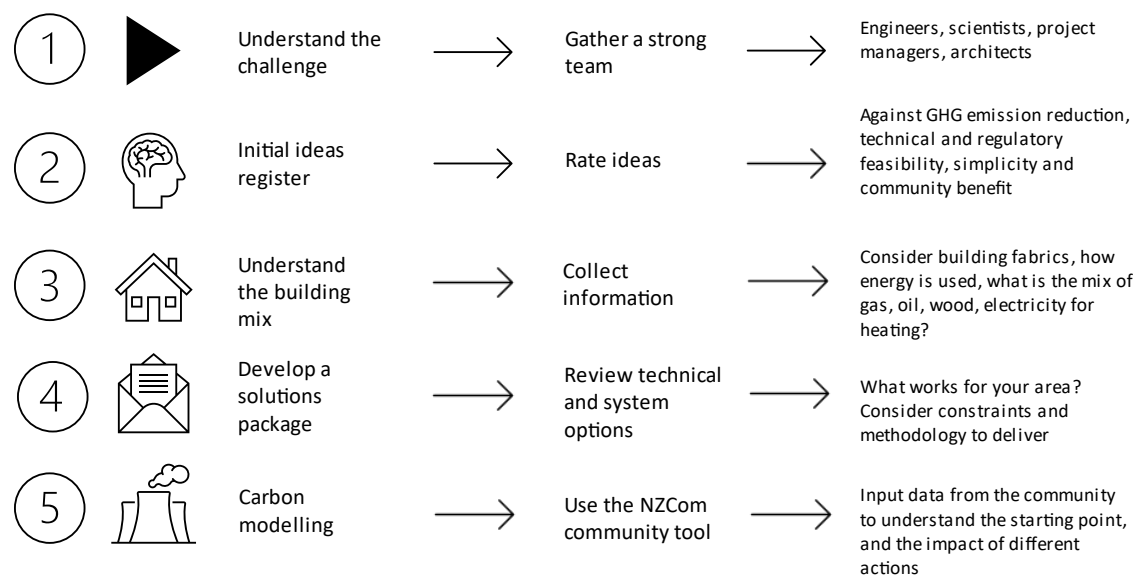 1
Understand the
challenge
Gather a strong
team
Engineers, scientists, project
managers, architects
2
Initial ideas
register
Rate ideas
Against GHG emission reduction,
technical and regulatory
feasibility, simplicity and
community benefit
3
Understand
the building
mix
Collect
information
Consider building fabrics, how
energy is used, what is the mix of
gas, oil, wood, electricity for
heating?
4
Develop a
solutions
package
Review technical
and system
options
What works for your area?
Consider constraints and
methodology to deliver
5
Carbon
modelling
Use the NZCom
community tool
Input data from the community
to understand the starting point,
and the impact of different
actions